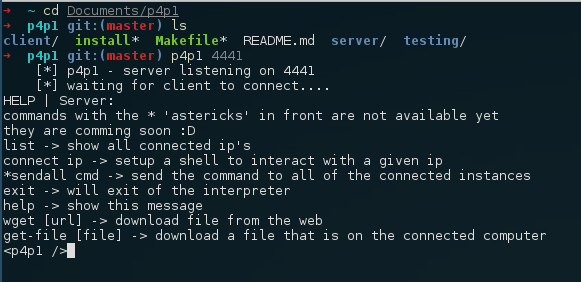 ➜ ~ cd Documents/p4p1
➜ p4p1 git:(master) ls
client/ install* Makefile* README.md server/ testing/
➜ p4p1 git:(master) p4p1 4441
[*] p4p1 - server listening on 4441
[*] waiting for client to connect....
HELP | Server:
commands with the * 'astericks' in front are not available yet
they are comming soon :D
list -> show all connected ip's
connect ip -> setup a shell to interact with a given ip
*sendall cmd -> send the command to all of the connected instances
exit -> will exit of the interpreter
help -> show this message
wget [url] -> download file from the web
get-file [file] -> download a file that is on the connected computer
<p4p1 />